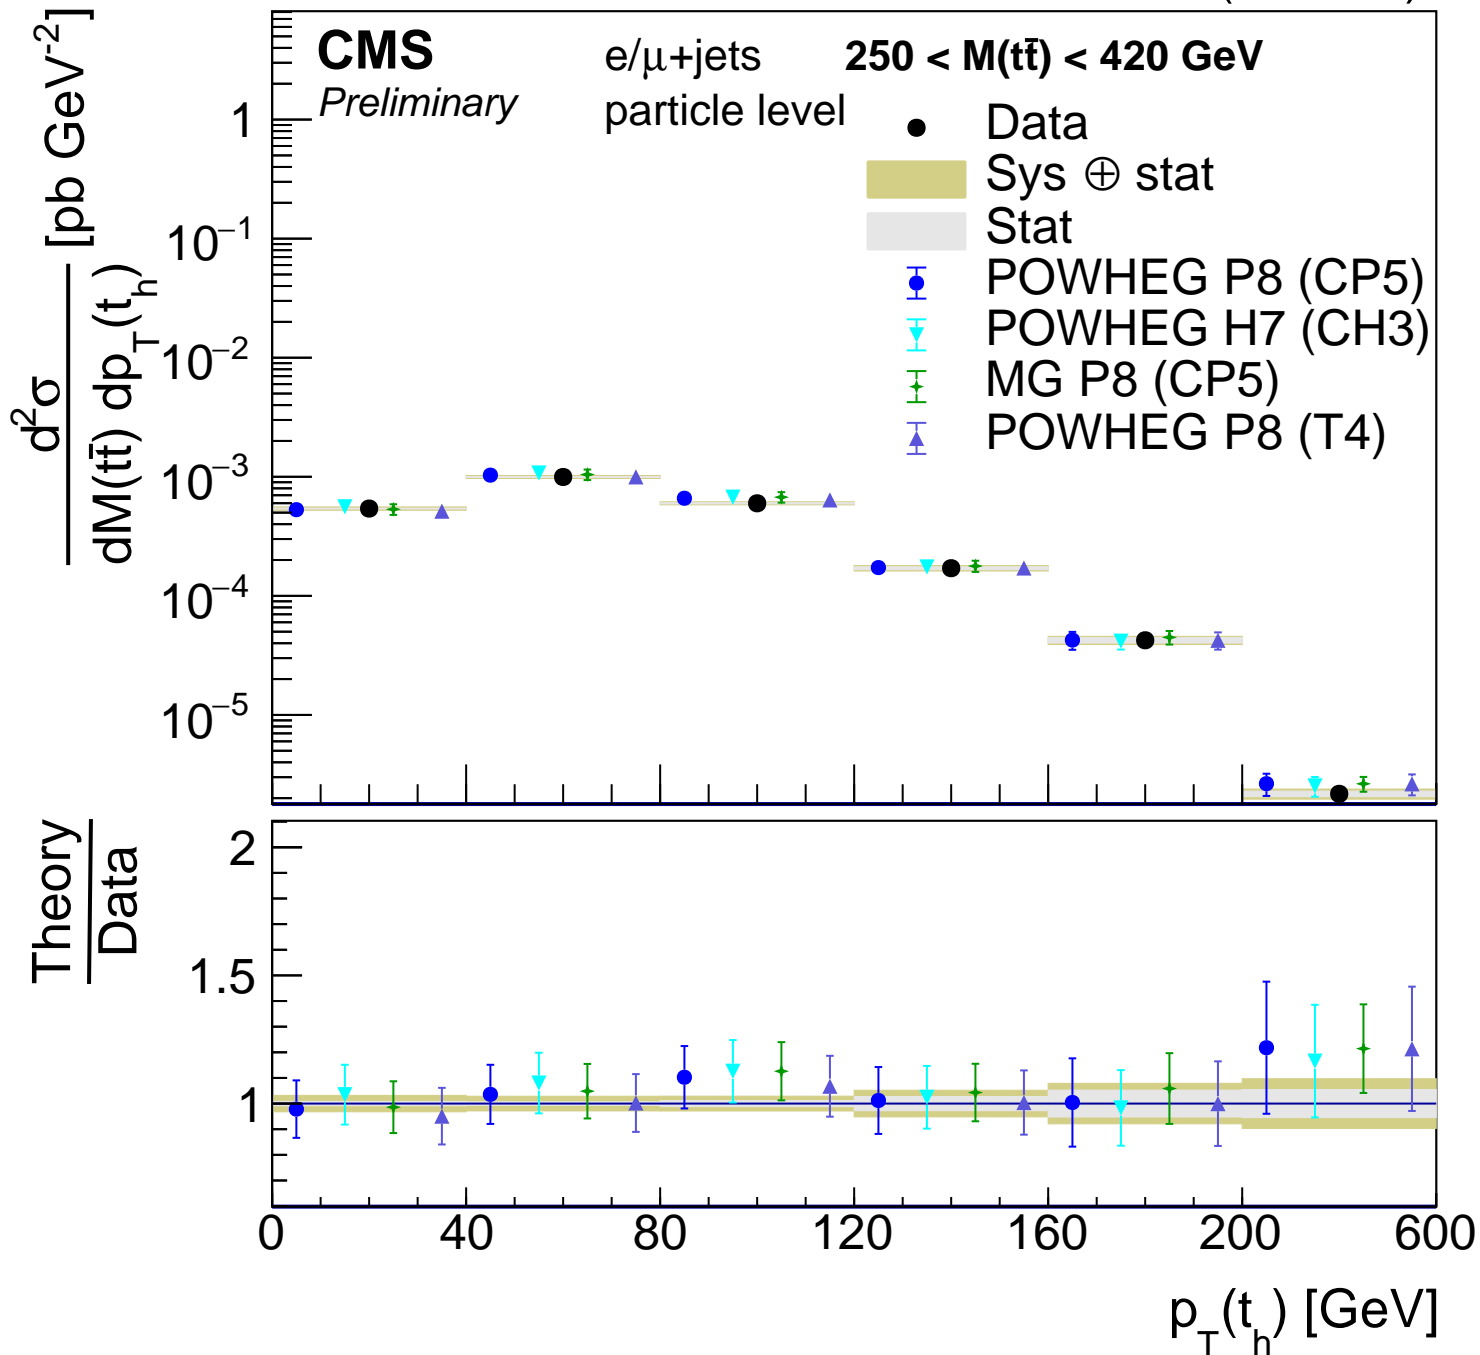 CMS
Preliminary
e/μ+jets
particle level
250 < M(tt̄) < 420 GeV
Data
Sys ⊕ stat
Stat
POWHEG P8 (CP5)
POWHEG H7 (CH3)
MG P8 (CP5)
POWHEG P8 (T4)
d²σ
dM(tt̄) dp_T(t_h)
[pb GeV⁻²]
1
10⁻¹
10⁻²
10⁻³
10⁻⁴
10⁻⁵
Theory
Data
2
1.5
1
0 40 80 120 160 200 600
p_T(t_h) [GeV]